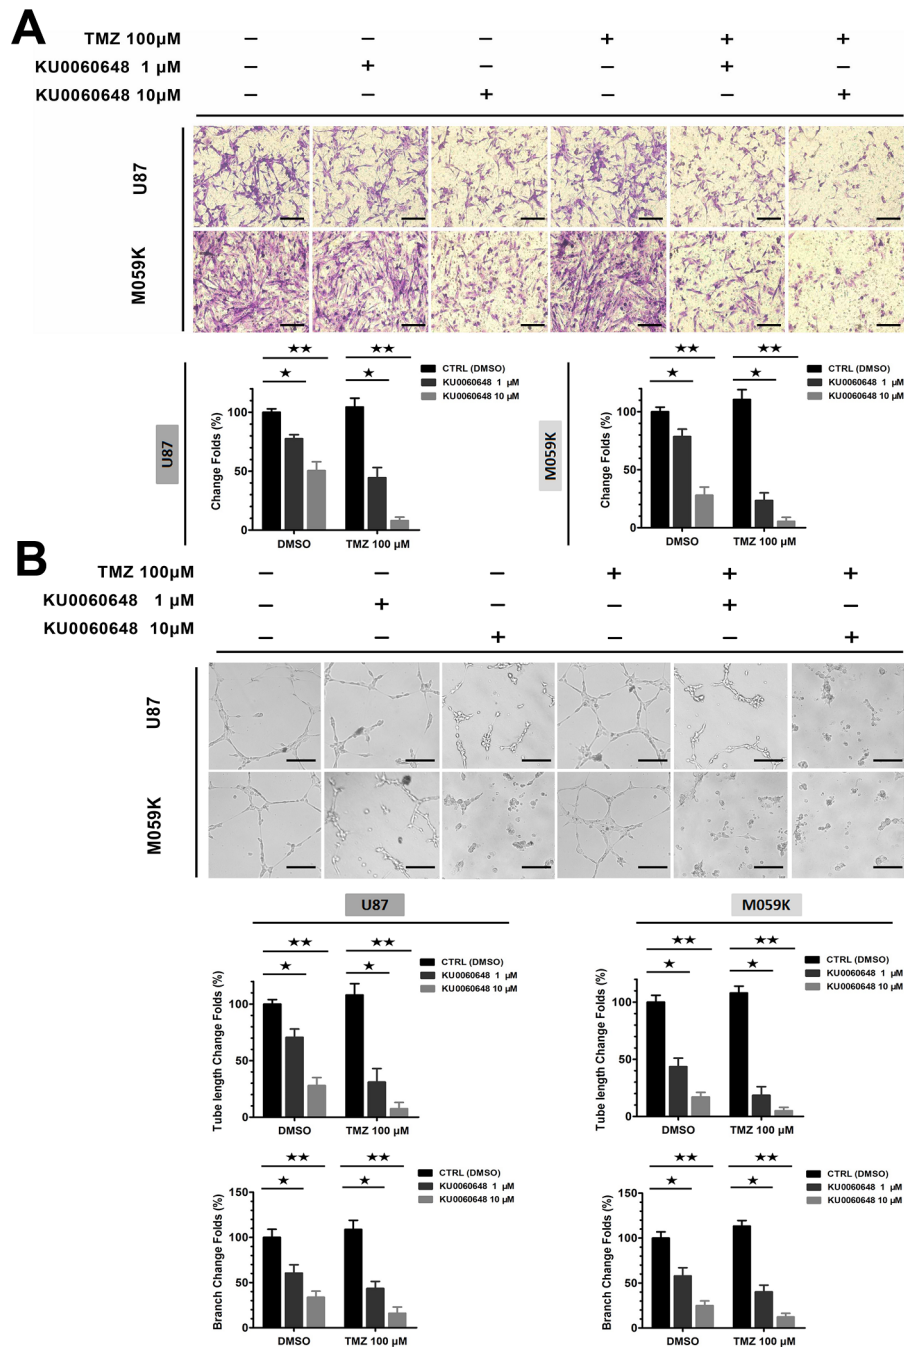 A
TMZ 100μM − − − + + +
KU0060648 1 μM − + − − + −
KU0060648 10μM − − + − − +
U87
M059K
U87
★★ ★★
★ ★
CTRL (DMSO)
KU0060648 1 μM
KU0060648 10 μM
Change Folds (%)
100
50
0
DMSO TMZ 100 μM
M059K
★★ ★★
★ ★
CTRL (DMSO)
KU0060648 1 μM
KU0060648 10 μM
Change Folds (%)
100
50
0
DMSO TMZ 100 μM
B
TMZ 100μM − − − + + +
KU0060648 1 μM − + − − + −
KU0060648 10μM − − + − − +
U87
M059K
U87
★★ ★★
★ ★
CTRL (DMSO)
KU0060648 1 μM
KU0060648 10 μM
Tube length Change Folds (%)
100
50
0
DMSO TMZ 100 μM
M059K
★★ ★★
★ ★
CTRL (DMSO)
KU0060648 1 μM
KU0060648 10 μM
Tube length Change Folds (%)
100
50
0
DMSO TMZ 100 μM
★★ ★★
★ ★
CTRL (DMSO)
KU0060648 1 μM
KU0060648 10 μM
Branch Change Folds (%)
150
100
50
0
DMSO TMZ 100 μM
★★ ★★
★ ★
CTRL (DMSO)
KU0060648 1 μM
KU0060648 10 μM
Branch Change Folds (%)
150
100
50
0
DMSO TMZ 100 μM